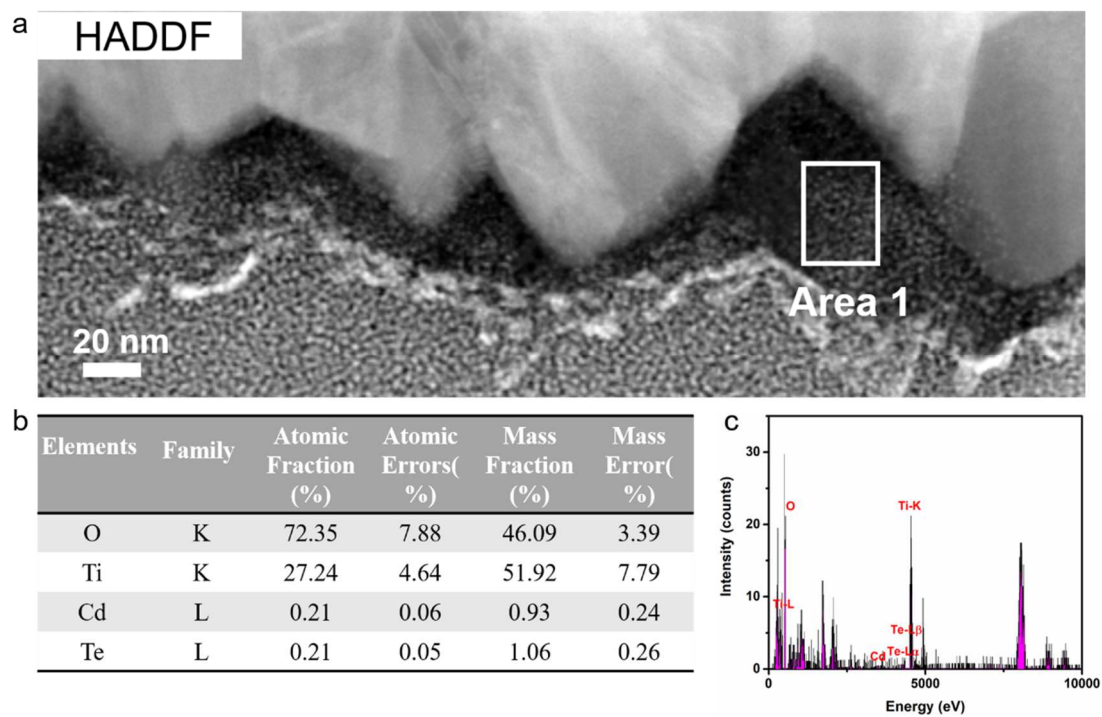 a
HADDF
Area 1
20 nm
b
Elements Family Atomic Fraction (%) Atomic Errors( %) Mass Fraction (%) Mass Error( %)
O K 72.35 7.88 46.09 3.39
Ti K 27.24 4.64 51.92 7.79
Cd L 0.21 0.06 0.93 0.24
Te L 0.21 0.05 1.06 0.26
c
Intensity (counts)
30
20
10
0
O
Ti-K
Ti-L
Te-Lβ
Cd Te-Lα
0 5000 10000
Energy (eV)